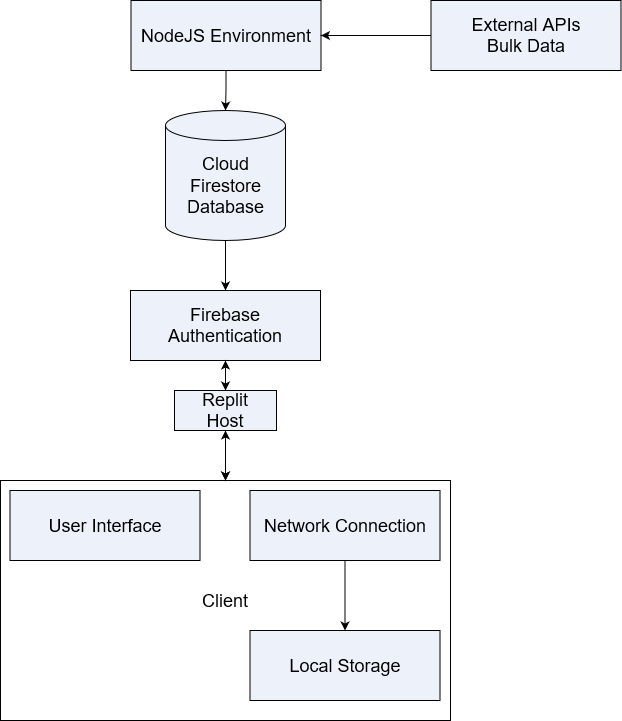 NodeJS Environment
External APIs
Bulk Data
Cloud
Firestore
Database
Firebase
Authentication
Replit
Host
User Interface
Network Connection
Client
Local Storage